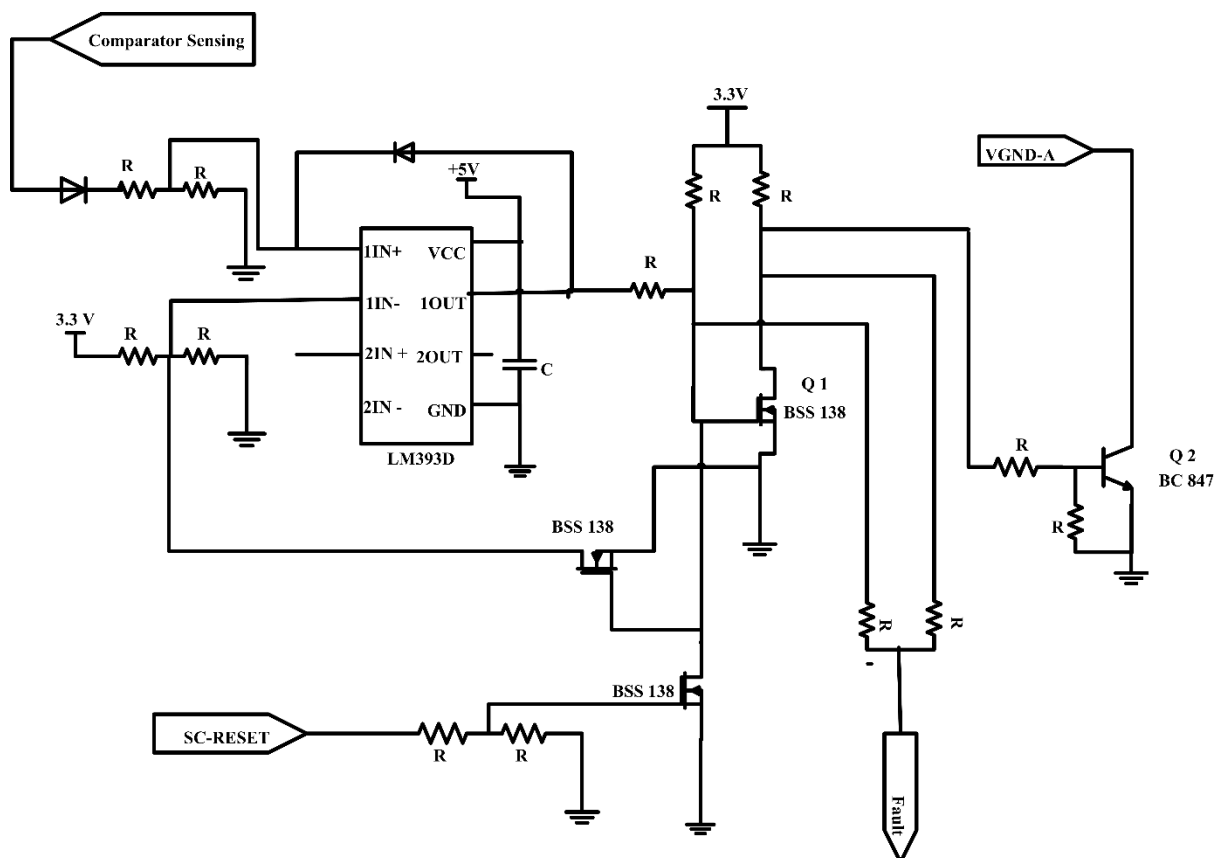 Comparator Sensing
3.3V
VGND-A
R
R
+5V
R
R
1IN+
VCC
R
1IN-
1OUT
3.3 V
R
R
2IN +
2OUT
C
Q 1
BSS 138
2IN -
GND
LM393D
R
Q 2
BC 847
R
BSS 138
R
R
BSS 138
SC-RESET
R
R
Fault